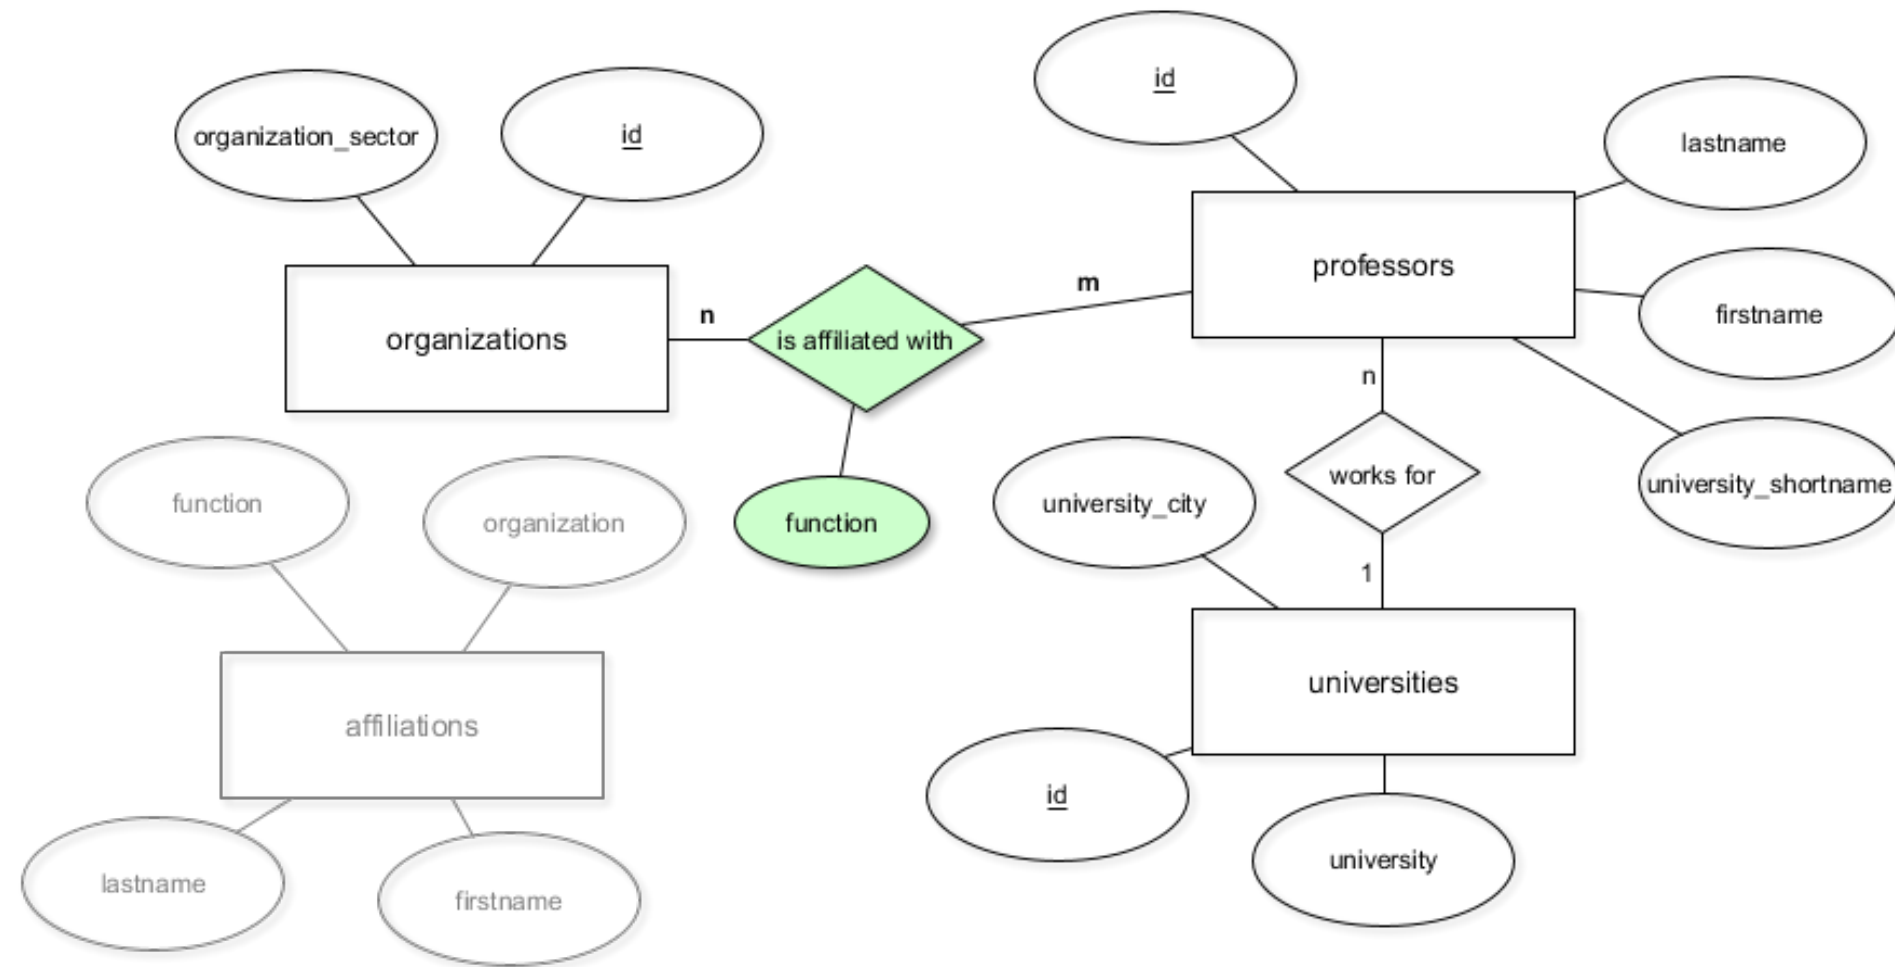 id
organization_sector
id
lastname
professors
m
firstname
n
organizations
is affiliated with
n
works for
university_shortname
function
organization
function
university_city
1
universities
affiliations
id
university
lastname
firstname